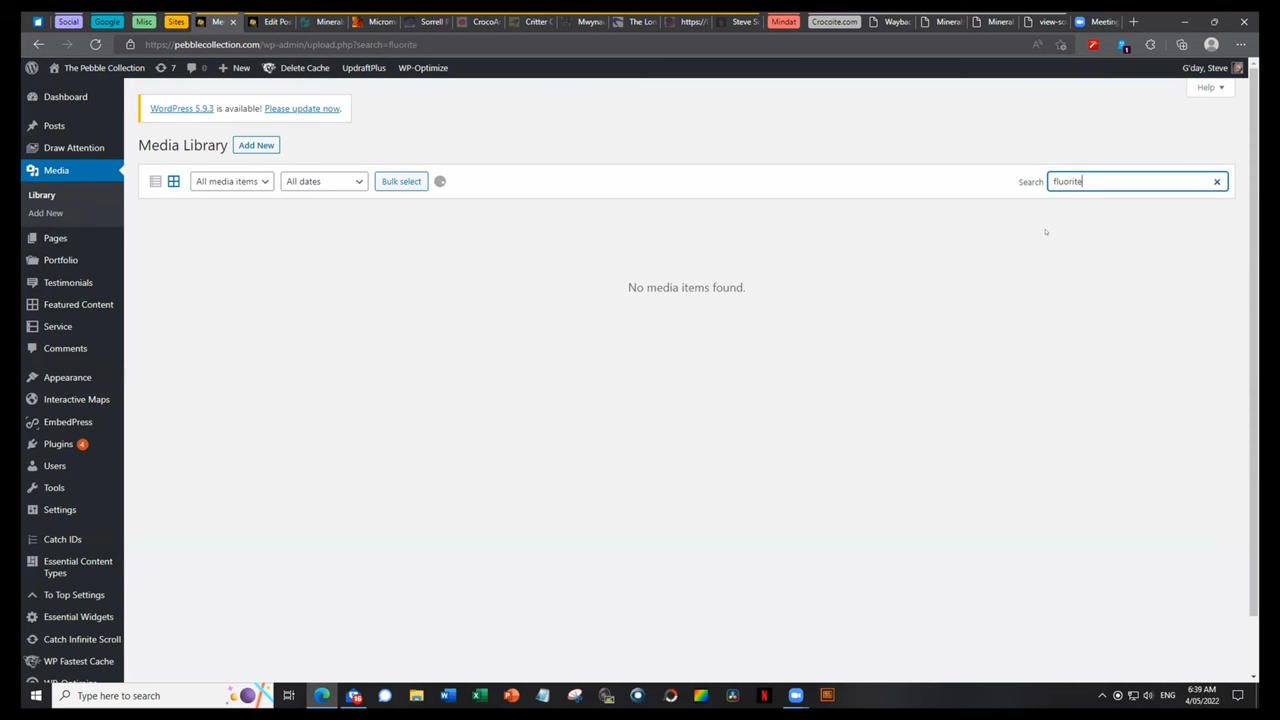 Social Google Misc Sites Me Edit Pos Minerals Microm Sorrell F CrocoA Critter C Mwyna The Lon https:// Steve S Mindat Crocoite.com Wayba Mineral Mineral view-sc Meeting
https://pebblecollection.com/wp-admin/upload.php?search=fluorite
The Pebble Collection 7 0 New Delete Cache UpdraftPlus WP-Optimize G'day, Steve
Help
WordPress 5.9.3 is available! Please update now.
Media Library Add New
All media items All dates Bulk select Search fluorite
No media items found.
Dashboard
Posts
Draw Attention
Media
Library
Add New
Pages
Portfolio
Testimonials
Featured Content
Service
Comments
Appearance
Interactive Maps
EmbedPress
Plugins 4
Users
Tools
Settings
Catch IDs
Essential Content
Types
To Top Settings
Essential Widgets
Catch Infinite Scroll
WP Fastest Cache
Type here to search
ENG
6:39 AM
4/05/2022